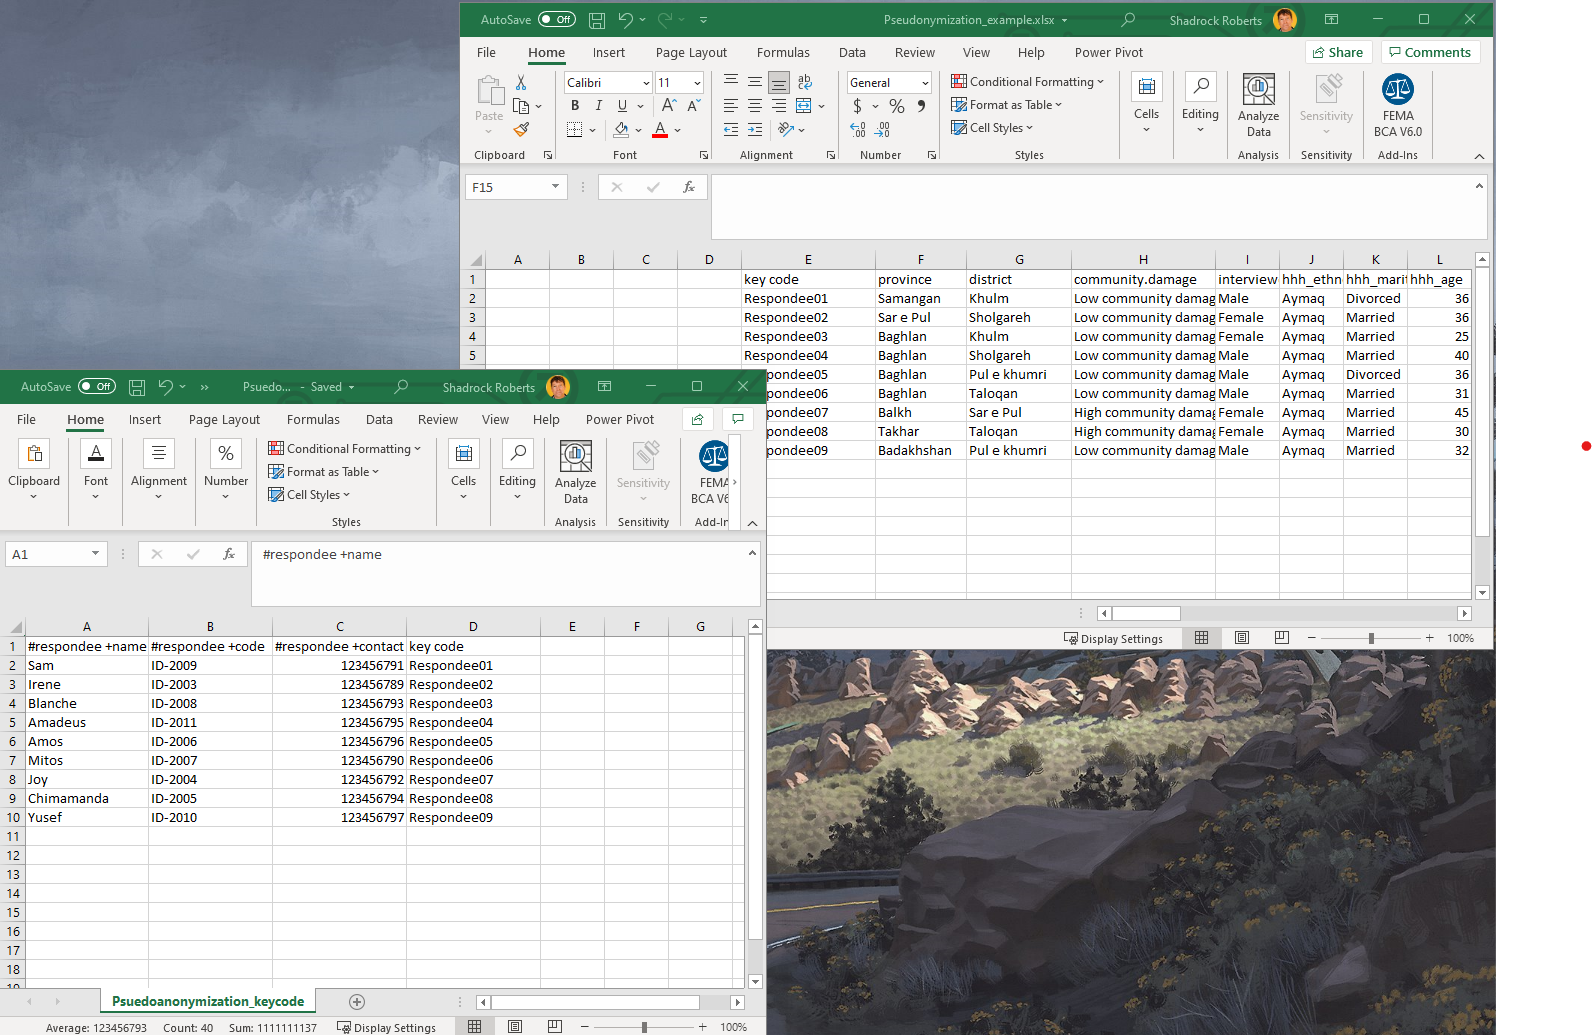 AutoSave Off Pseudonymization_example.xlsx Shadrock Roberts
File Home Insert Page Layout Formulas Data Review View Help Power Pivot Share Comments
Paste
Clipboard
Calibri 11
B I U A A A
Font
ab
Alignment
General
$ % 9
.00 .00
Number
Conditional Formatting
Format as Table
Cell Styles
Styles
Cells
Editing
Analyze
Data
Analysis
Sensitivity
Sensitivity
FEMA
BCA V6.0
Add-Ins
F15 fx
A B C D E F G H I J K L
1 key code province district community.damage interview hhh_ethn hhh_marit hhh_age
2 Respondee01 Samangan Khulm Low community damag Male Aymaq Divorced 36
3 Respondee02 Sar e Pul Sholgareh Low community damag Female Aymaq Married 36
4 Respondee03 Baghlan Khulm Low community damag Female Aymaq Married 25
5 Respondee04 Baghlan Sholgareh Low community damag Male Aymaq Married 40
pondee05 Baghlan Pul e khumri Low community damag Male Aymaq Divorced 36
pondee06 Baghlan Taloqan Low community damag Male Aymaq Married 31
pondee07 Balkh Sar e Pul High community damag Female Aymaq Married 45
pondee08 Takhar Taloqan High community damag Female Aymaq Married 30
pondee09 Badakhshan Pul e khumri Low community damag Male Aymaq Married 32
Display Settings 100%
AutoSave Off Psuedo... - Saved Shadrock Roberts
File Home Insert Page Layout Formulas Data Review View Help Power Pivot
Clipboard
A
Font
Alignment
%
Number
Conditional Formatting
Format as Table
Cell Styles
Styles
Cells
Editing
Analyze
Data
Analysis
Sensitivity
Sensitivity
FEMA
BCA V6
Add-In
A1 fx #respondee +name
A B C D E F G
1 #respondee +name #respondee +code #respondee +contact key code
2 Sam ID-2009 123456791 Respondee01
3 Irene ID-2003 123456789 Respondee02
4 Blanche ID-2008 123456793 Respondee03
5 Amadeus ID-2011 123456795 Respondee04
6 Amos ID-2006 123456796 Respondee05
7 Mitos ID-2007 123456790 Respondee06
8 Joy ID-2004 123456792 Respondee07
9 Chimamanda ID-2005 123456794 Respondee08
10 Yusef ID-2010 123456797 Respondee09
11
12
13
14
15
16
17
18
19
Psuedoanonymization_keycode
Average: 123456793 Count: 40 Sum: 1111111137 Display Settings 100%